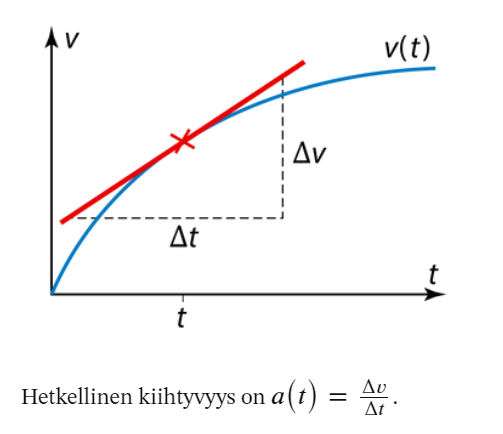 v
v(t)
Δv
Δt
t
t
Hetkellinen kiihtyvyys on a(t) = Δv/Δt.